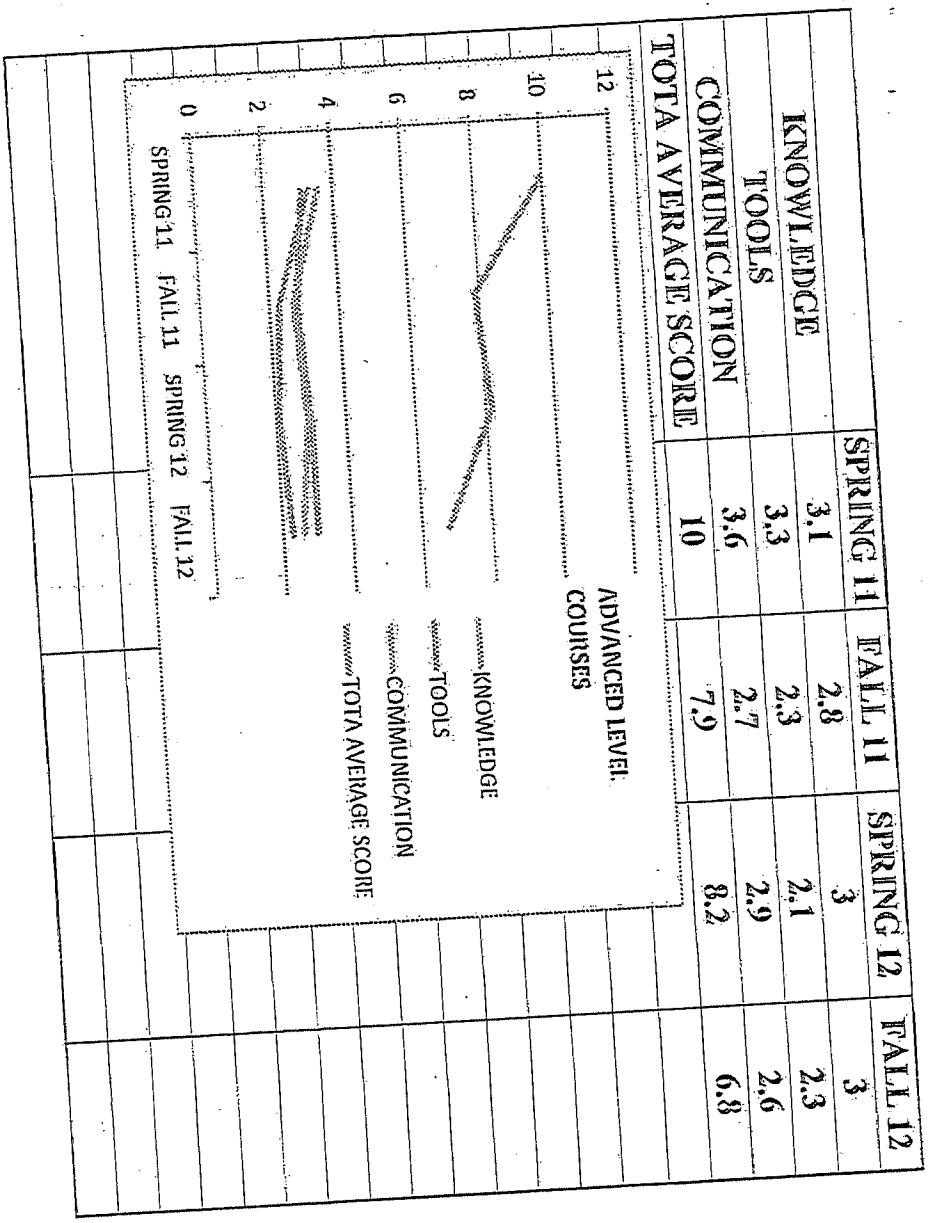 SPRING 11 FALL 11 SPRING 12 FALL 12
KNOWLEDGE 3.1 2.8 3 3
TOOLS 3.3 2.3 2.1 2.3
COMMUNICATION 3.6 2.7 2.9 2.6
TOTA AVERAGE SCORE 10 7.9 8.2 6.8
ADVANCED LEVEL
COURSES
12
10
8
6
4
2
0
SPRING 11 FALL 11 SPRING 12 FALL 12
KNOWLEDGE
TOOLS
COMMUNICATION
TOTA AVERAGE SCORE